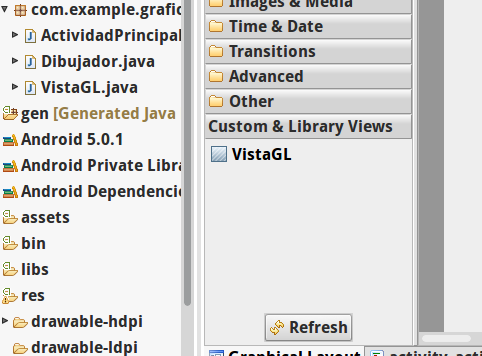 com.example.grafic
ActividadPrincipal
Dibujador.java
VistaGL.java
gen [Generated Java
Android 5.0.1
Android Private Libra
Android Dependencie
assets
bin
libs
res
drawable-hdpi
drawable-ldpi
Images & Media
Time & Date
Transitions
Advanced
Other
Custom & Library Views
VistaGL
Refresh
Graphical Layout
activity_acti